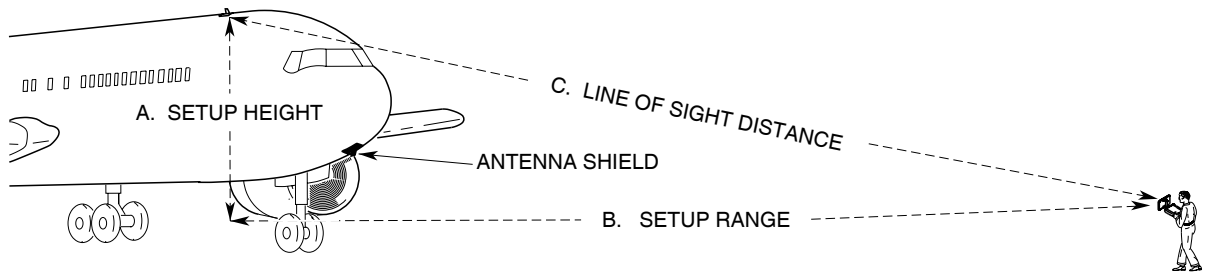 C. LINE OF SIGHT DISTANCE
A. SETUP HEIGHT
ANTENNA SHIELD
B. SETUP RANGE